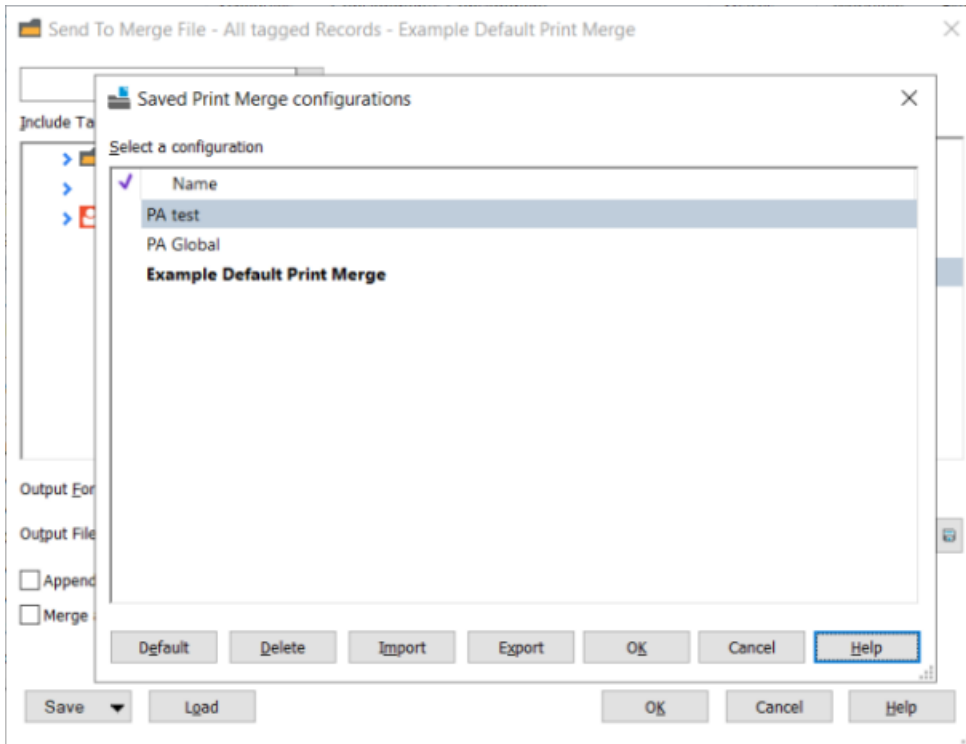 Send To Merge File - All tagged Records - Example Default Print Merge
Saved Print Merge configurations
Include Ta
Select a configuration
Name
PA test
PA Global
Example Default Print Merge
Output For
Output File
Append
Merge
Default Delete Import Export OK Cancel Help
Save Load OK Cancel Help